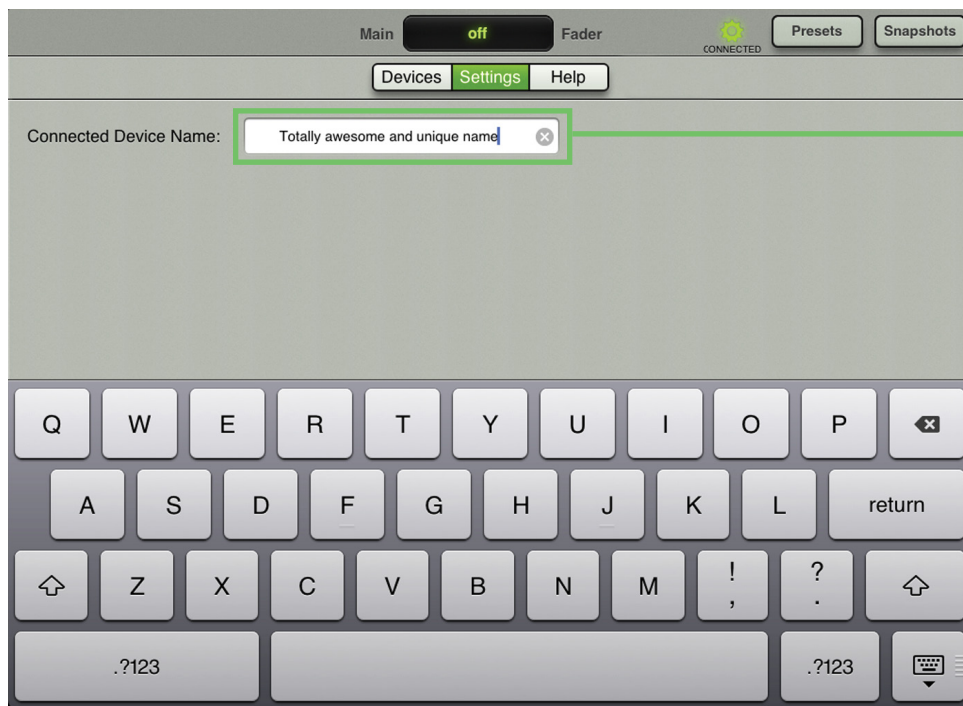 Main off Fader CONNECTED Presets Snapshots
Devices Settings Help
Connected Device Name: Totally awesome and unique name
Q W E R T Y U I O P
A S D F G H J K L return
Z X C V B N M ! , ? .
.?123 .?123